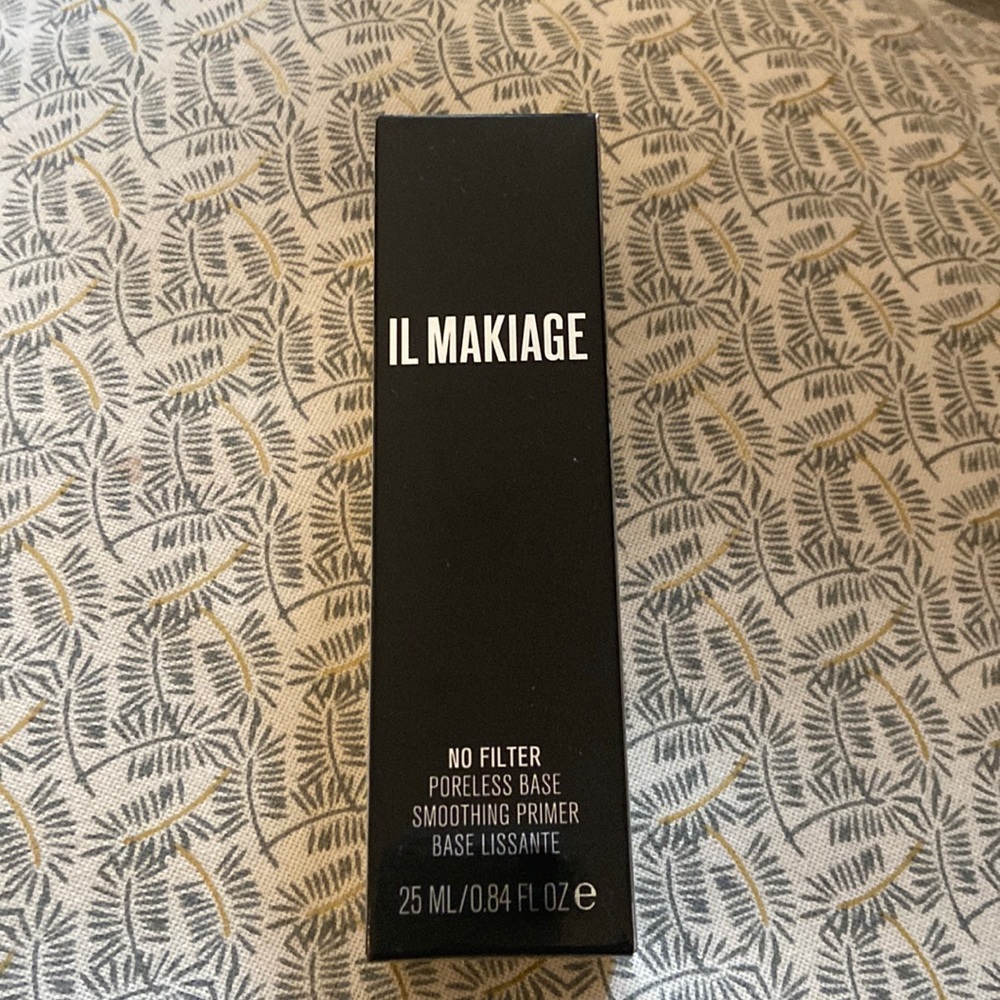 IL MAKIAGE
NO FILTER
PORELESS BASE
SMOOTHING PRIMER
BASE LISSANTE
25 ML/0.84 FL OZ e